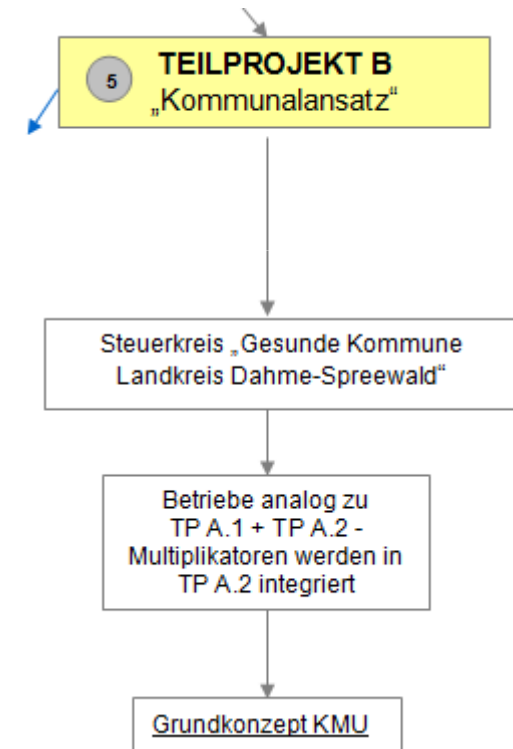 5
TEILPROJEKT B
„Kommunalansatz“
Steuerkreis „Gesunde Kommune
Landkreis Dahme-Spreewald“
Betriebe analog zu
TP A.1 + TP A.2 -
Multiplikatoren werden in
TP A.2 integriert
Grundkonzept KMU